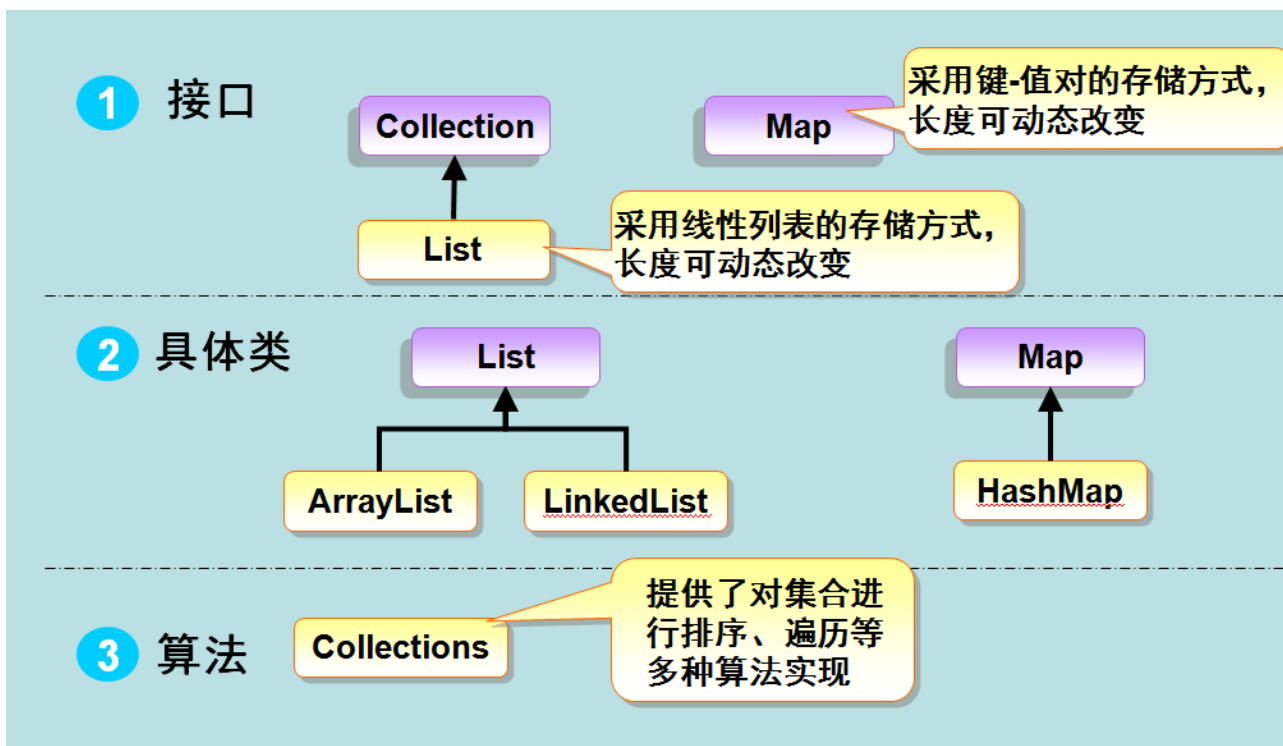 1 接口
Collection
Map
采用键-值对的存储方式，
长度可动态改变
List
采用线性列表的存储方式，
长度可动态改变
2 具体类
List
Map
ArrayList
LinkedList
HashMap
3 算法
Collections
提供了对集合进
行排序、遍历等
多种算法实现